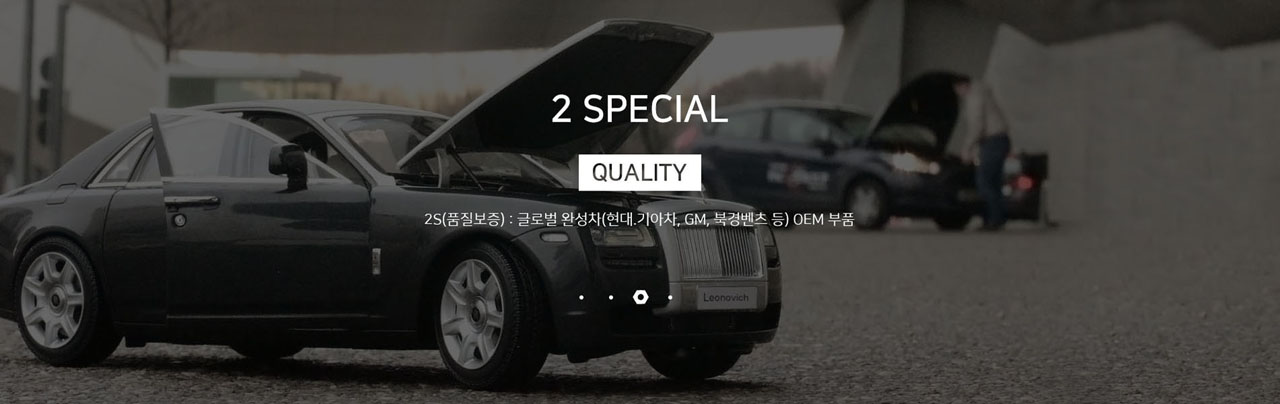 2 SPECIAL
QUALITY
2S(품질보증) : 글로벌 완성차(현대.기아차, GM, 북경벤츠 등) OEM 부품
Leonovich